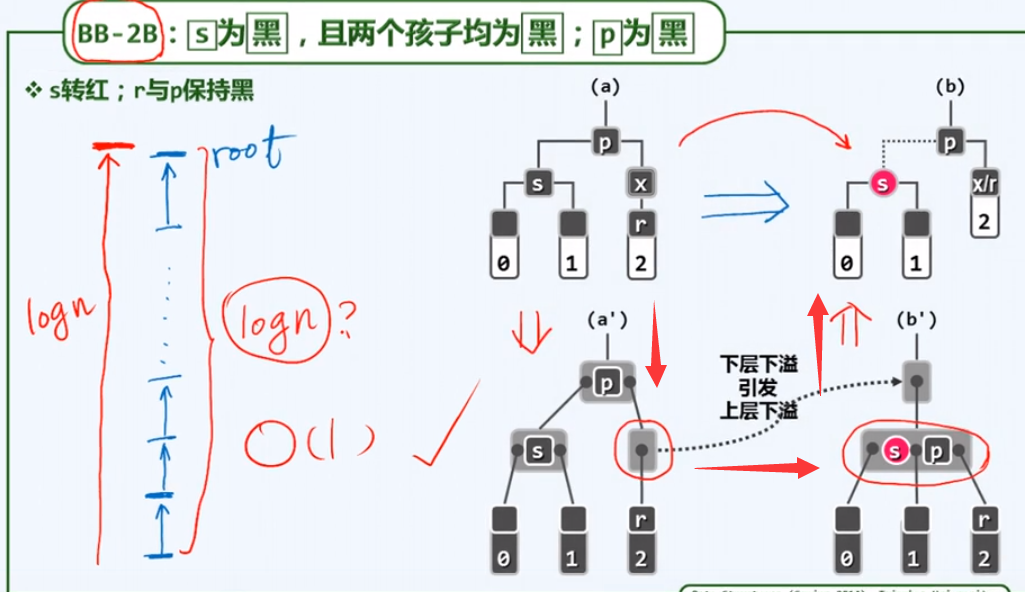 BB-2B：s为黑，且两个孩子均为黑；p为黑
❖ s转红；r与p保持黑
(a)
(b)
root
p
p
s
x
s
x/r
r
2
0
1
2
0
1
logn
logn?
(a')
(b')
p
下层下溢
引发
上层下溢
O(1)
s
s
p
r
r
0
1
2
0
1
2